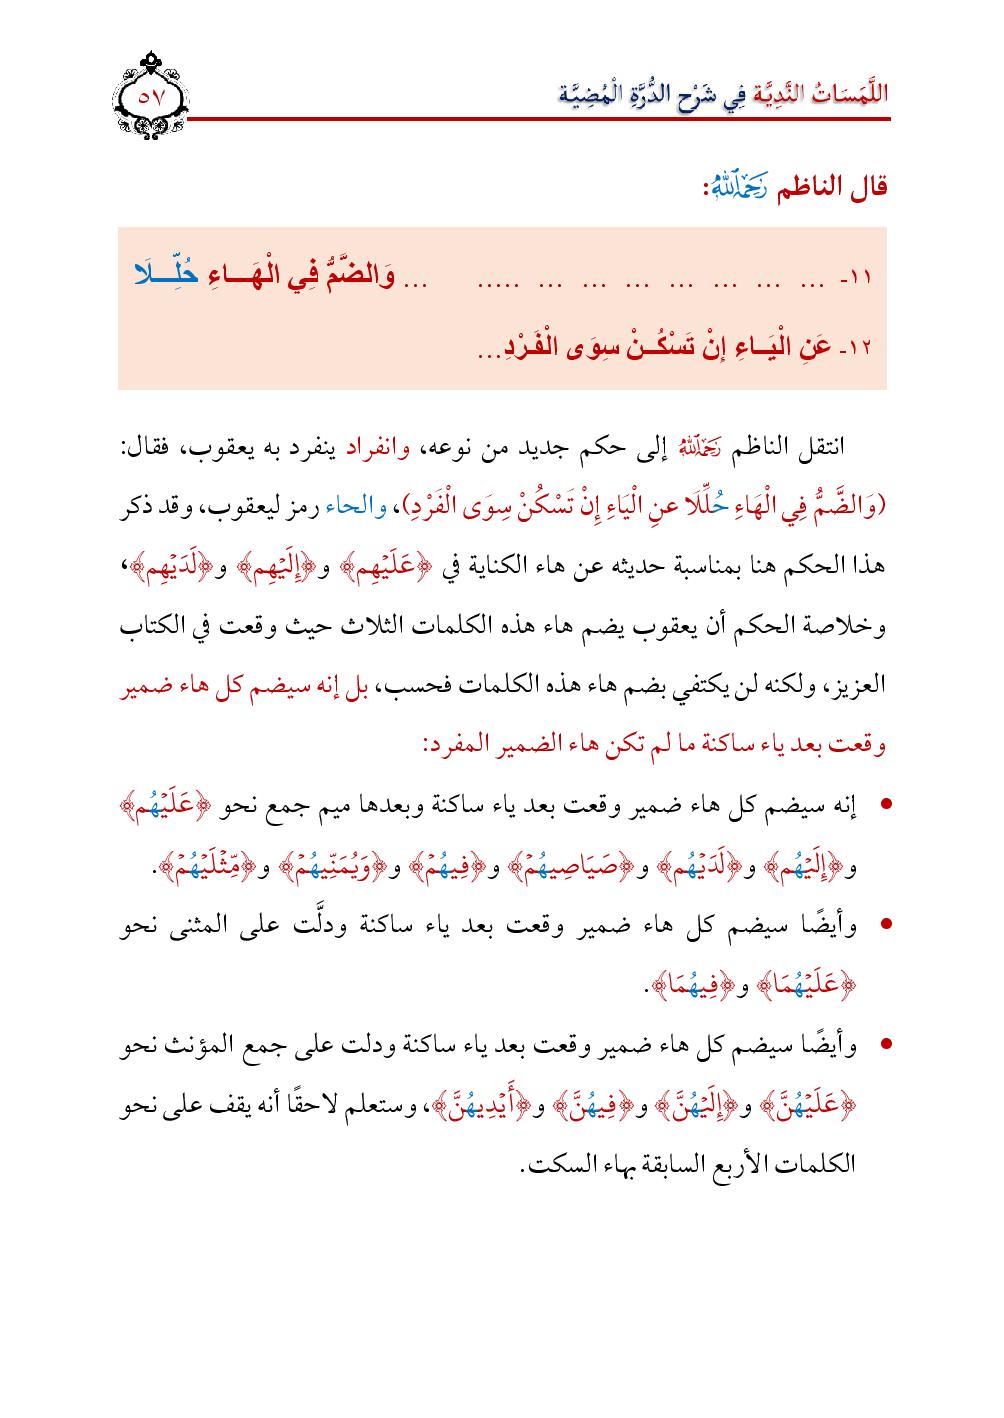 اللَّمَسَاتُ النَّدِيَّة فِي شَرْحِ الدُّرَّةِ الْمُضِيَّة
٥٧
قال الناظم رَحِمَهُ اللَّهُ:
١١- ... ... ... ... ... ... ... ..... ... وَالضَّمُّ فِي الْهَـــاءِ حُلِّـــلَا
١٢- عَنِ الْيَــاءِ إِنْ تَسْكُــنْ سِوَى الْفَـرْدِ...
انتقل الناظم رَحِمَهُ اللَّهُ إلى حكم جديد من نوعه، وانفراد ينفرد به يعقوب، فقال:
(وَالضَّمُّ فِي الْهَاءِ حُلِّلَا عنِ الْيَاءِ إِنْ تَسْكُنْ سِوَى الْفَرْدِ)، والحاء رمز ليعقوب، وقد ذكر
هذا الحكم هنا بمناسبة حديثه عن هاء الكناية في ﴿عَلَيْهِم﴾ و﴿إِلَيْهِم﴾ و﴿لَدَيْهِم﴾،
وخلاصة الحكم أن يعقوب يضم هاء هذه الكلمات الثلاث حيث وقعت في الكتاب
العزيز، ولكنه لن يكتفي بضم هاء هذه الكلمات فحسب، بل إنه سيضم كل هاء ضمير
وقعت بعد ياء ساكنة ما لم تكن هاء الضمير المفرد:
• إنه سيضم كل هاء ضمير وقعت بعد ياء ساكنة وبعدها ميم جمع نحو ﴿عَلَيْهُم﴾
و﴿إِلَيْهُم﴾ و﴿لَدَيْهُم﴾ و﴿صَيَاصِيهُمْ﴾ و﴿فِيهُمْ﴾ و﴿وَيُمَنِّيهُمْ﴾ و﴿مِّثْلَيْهُمْ﴾.
• وأيضًا سيضم كل هاء ضمير وقعت بعد ياء ساكنة ودلَّت على المثنى نحو
﴿عَلَيْهُمَا﴾ و﴿فِيهُمَا﴾.
• وأيضًا سيضم كل هاء ضمير وقعت بعد ياء ساكنة ودلت على جمع المؤنث نحو
﴿عَلَيْهُنَّ﴾ و﴿إِلَيْهُنَّ﴾ و﴿فِيهُنَّ﴾ و﴿أَيْدِيهُنَّ﴾، وستعلم لاحقًا أنه يقف على نحو
الكلمات الأربع السابقة بهاء السكت.